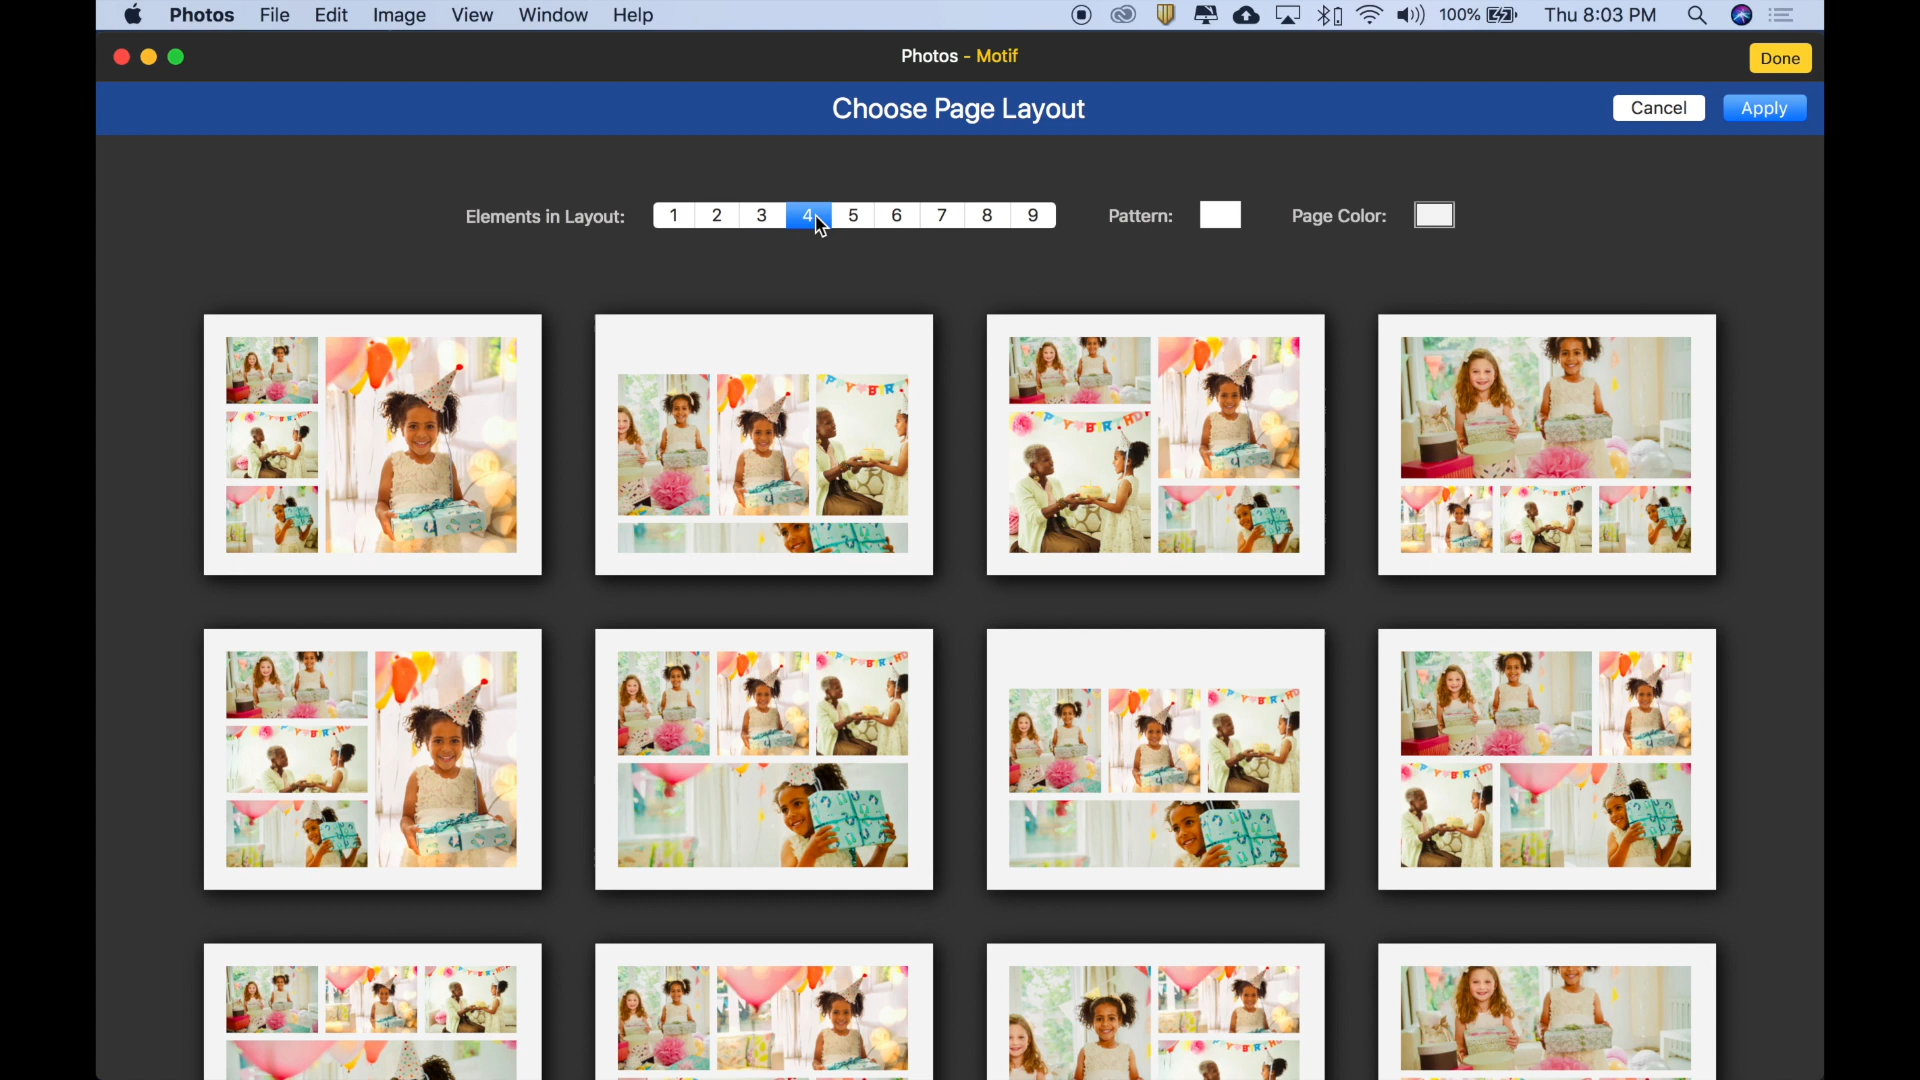 Photos File Edit Image View Window Help 100% Thu 8:03 PM
Photos - Motif
Done
Choose Page Layout
Cancel
Apply
Elements in Layout: 1 2 3 4 5 6 7 8 9 Pattern: Page Color: